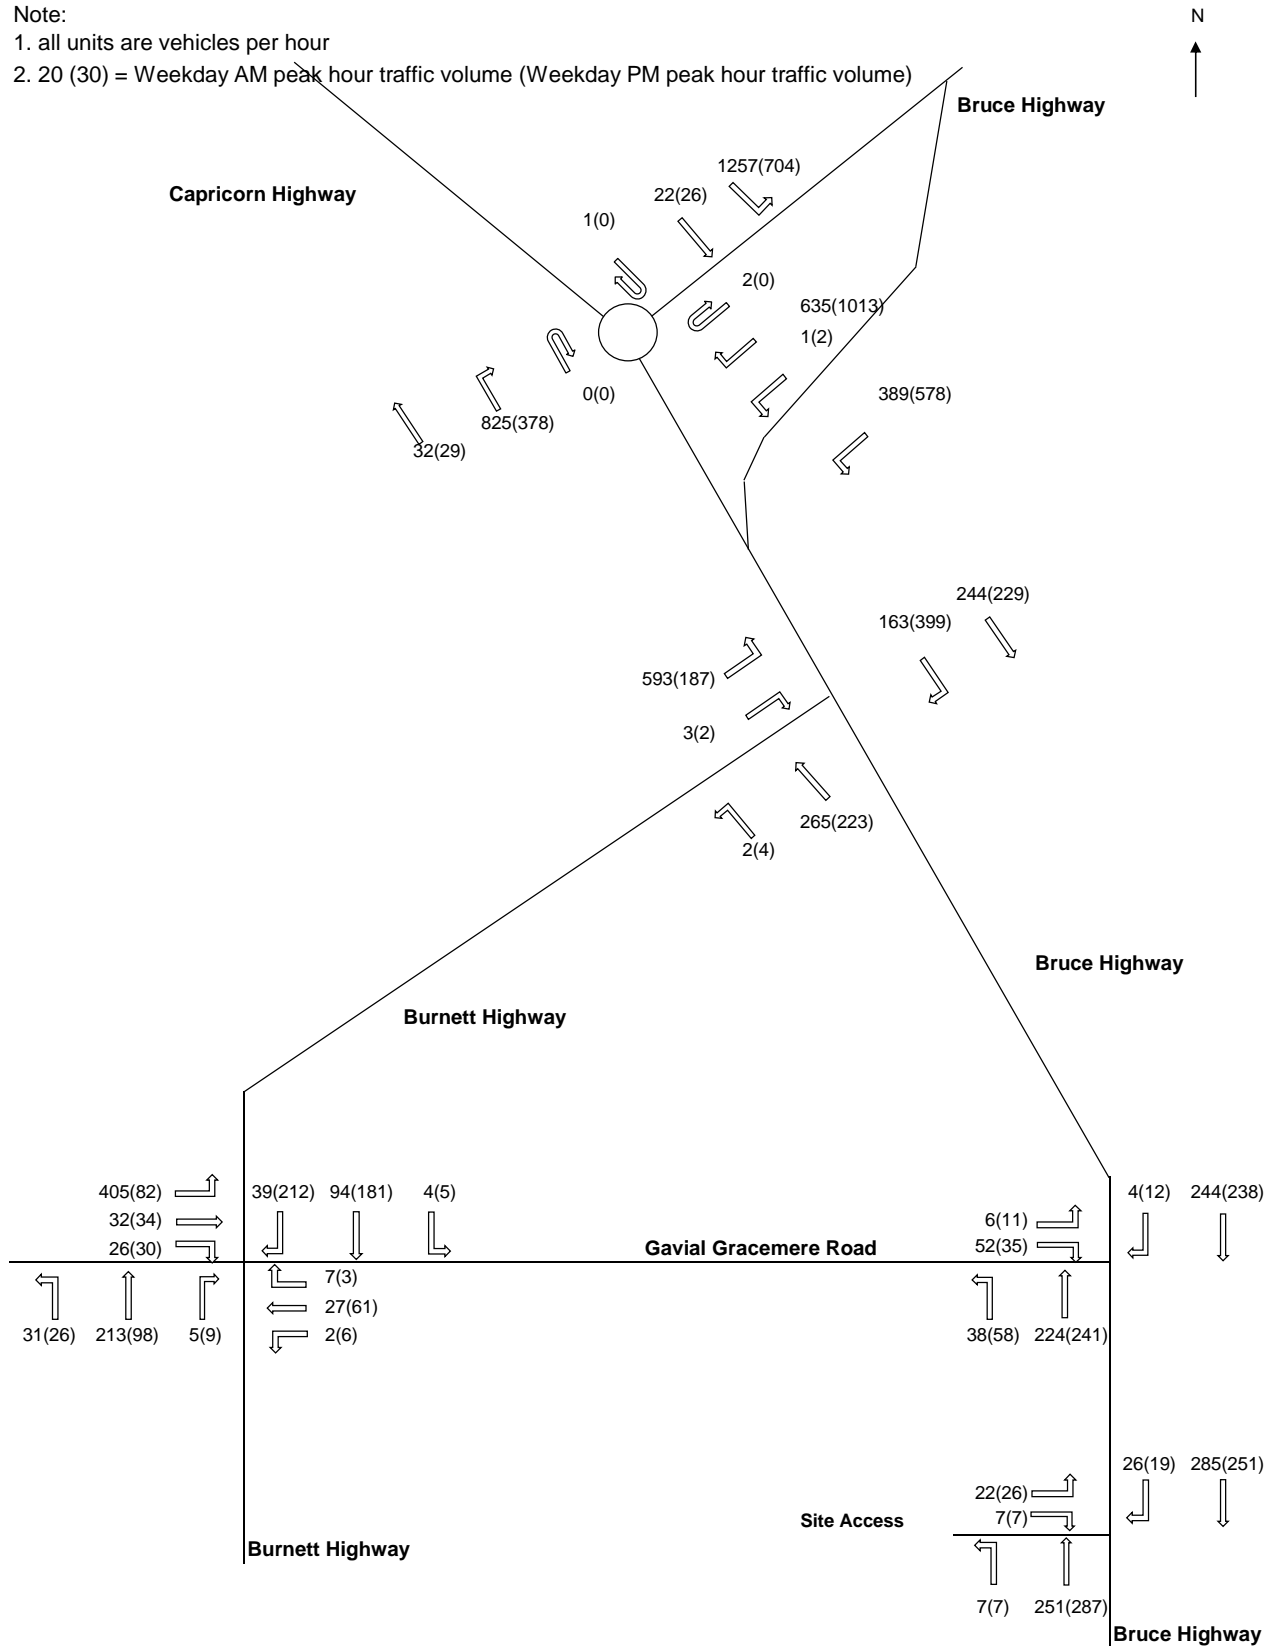 Note:
N
1. all units are vehicles per hour
2. 20 (30) = Weekday AM peak hour traffic volume (Weekday PM peak hour traffic volume)
Bruce Highway
1257(704)
Capricorn Highway
22(26)
1(0)
2(0)
635(1013)
1(2)
0(0)
389(578)
825(378)
32(29)
244(229)
163(399)
593(187)
3(2)
265(223)
2(4)
Bruce Highway
Burnett Highway
405(82)
39(212) 94(181) 4(5)
4(12) 244(238)
32(34)
6(11)
26(30)
Gavial Gracemere Road
52(35)
7(3)
27(61)
31(26) 213(98) 5(9)
2(6)
38(58) 224(241)
26(19) 285(251)
22(26)
7(7)
Site Access
Burnett Highway
7(7) 251(287)
Bruce Highway